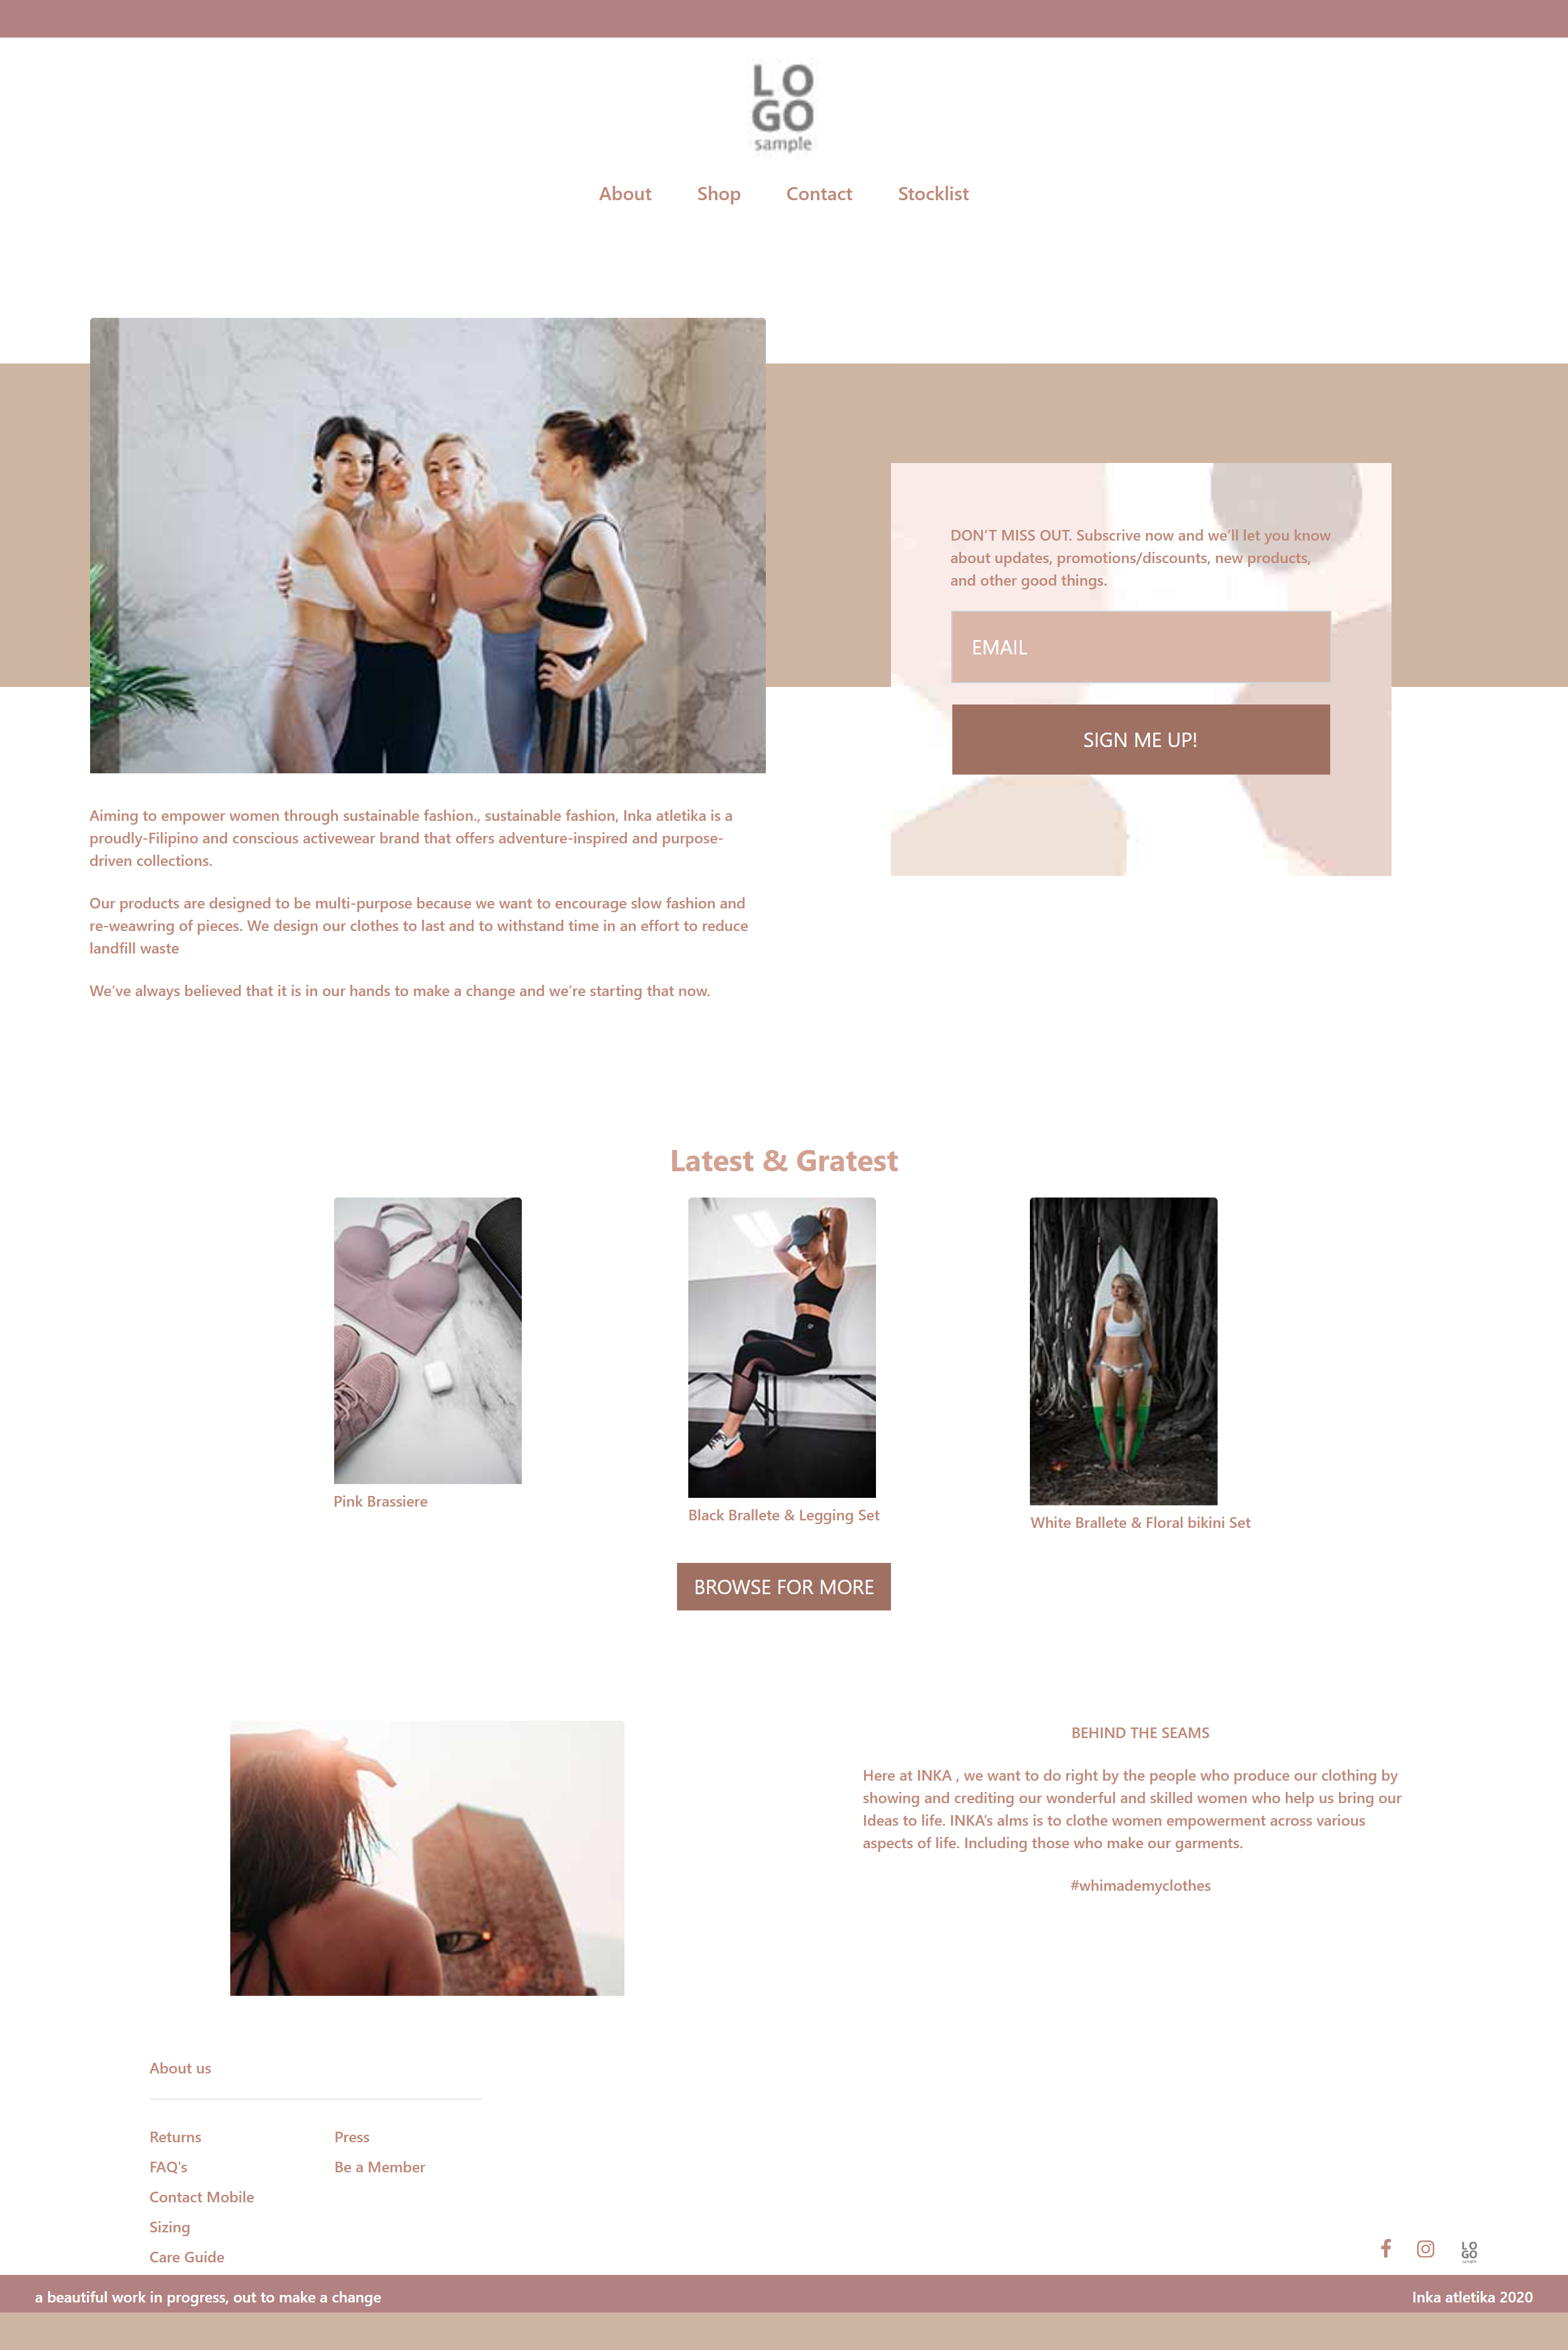 LO
GO
sample
About Shop Contact Stocklist
DON'T MISS OUT. Subscrive now and we'll let you know
about updates, promotions/discounts, new products,
and other good things.
EMAIL
SIGN ME UP!
Aiming to empower women through sustainable fashion., sustainable fashion, Inka atletika is a
proudly-Filipino and conscious activewear brand that offers adventure-inspired and purpose-
driven collections.
Our products are designed to be multi-purpose because we want to encourage slow fashion and
re-weawring of pieces. We design our clothes to last and to withstand time in an effort to reduce
landfill waste
We've always believed that it is in our hands to make a change and we're starting that now.
Latest & Gratest
Pink Brassiere
Black Brallete & Legging Set
White Brallete & Floral bikini Set
BROWSE FOR MORE
BEHIND THE SEAMS
Here at INKA , we want to do right by the people who produce our clothing by
showing and crediting our wonderful and skilled women who help us bring our
Ideas to life. INKA's alms is to clothe women empowerment across various
aspects of life. Including those who make our garments.
#whimademyclothes
About us
Returns Press
FAQ's Be a Member
Contact Mobile
Sizing
Care Guide
LO
GO
sample
a beautiful work in progress, out to make a change Inka atletika 2020